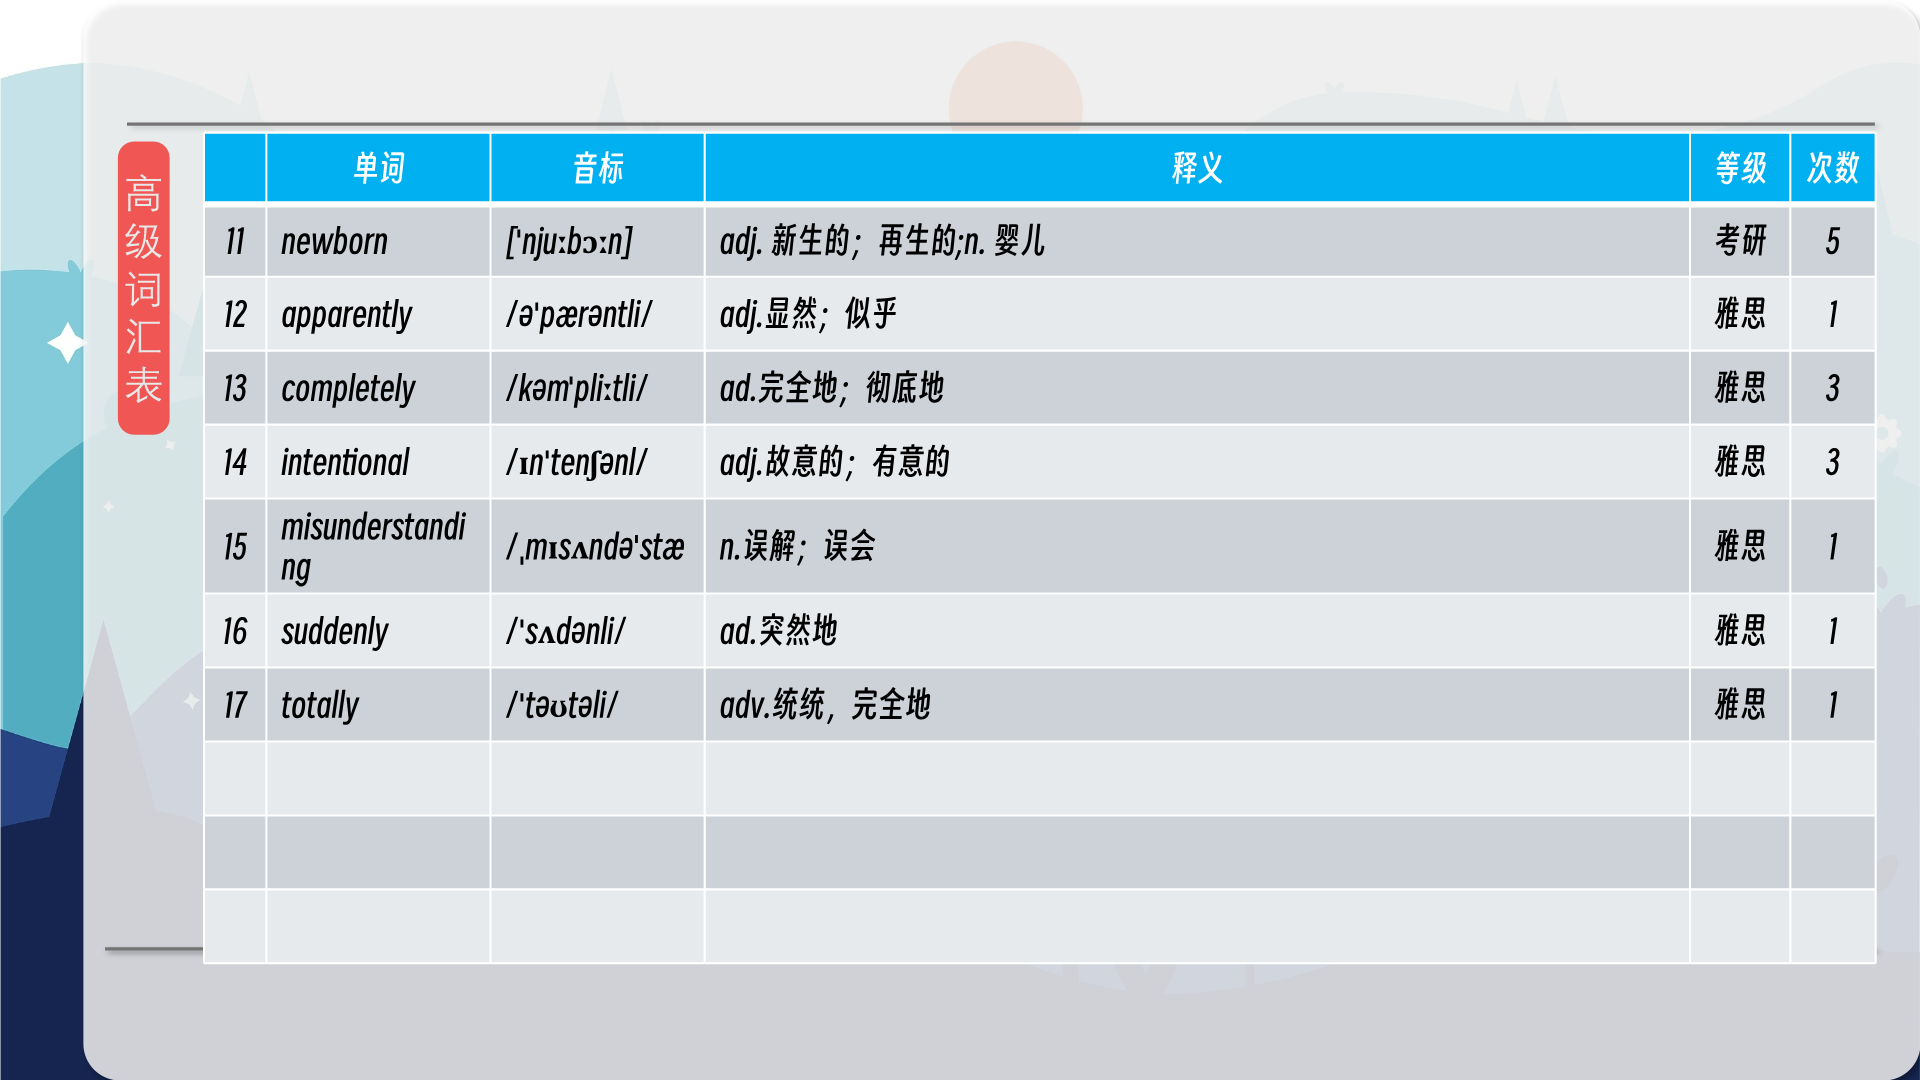 高级词汇表
单词 音标 释义 等级 次数
11 newborn ['njuːbɔːn] adj. 新生的；再生的;n. 婴儿 考研 5
12 apparently /ə'pærəntli/ adj.显然；似乎 雅思 1
13 completely /kəm'pliːtli/ ad.完全地；彻底地 雅思 3
14 intentional /ɪn'tenʃənl/ adj.故意的；有意的 雅思 3
15 misunderstandi
ng /ˌmɪsʌndə'stæ n.误解；误会 雅思 1
16 suddenly /'sʌdənli/ ad.突然地 雅思 1
17 totally /'təʊtəli/ adv.统统，完全地 雅思 1